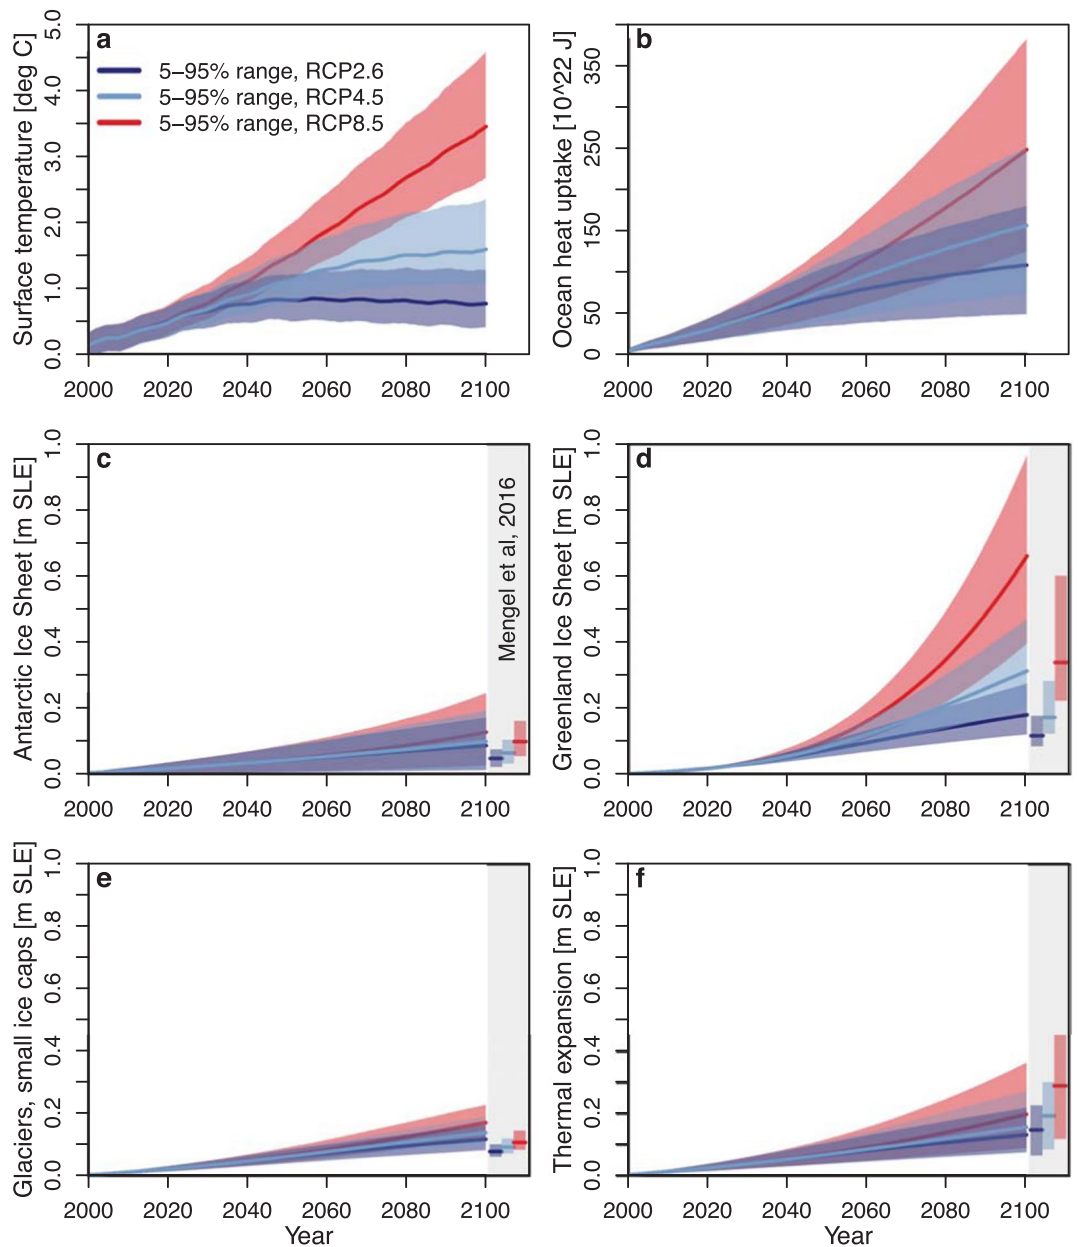 a
5–95% range, RCP2.6
5–95% range, RCP4.5
5–95% range, RCP8.5
Surface temperature [deg C]
0.0 1.0 2.0 3.0 4.0 5.0
2000 2020 2040 2060 2080 2100
b
Ocean heat uptake [10^22 J]
0 50 150 250 350
2000 2020 2040 2060 2080 2100
c
Antarctic Ice Sheet [m SLE]
0.0 0.2 0.4 0.6 0.8 1.0
Mengel et al, 2016
2000 2020 2040 2060 2080 2100
d
Greenland Ice Sheet [m SLE]
0.0 0.2 0.4 0.6 0.8 1.0
2000 2020 2040 2060 2080 2100
e
Glaciers, small ice caps [m SLE]
0.0 0.2 0.4 0.6 0.8 1.0
2000 2020 2040 2060 2080 2100
Year
f
Thermal expansion [m SLE]
0.0 0.2 0.4 0.6 0.8 1.0
2000 2020 2040 2060 2080 2100
Year